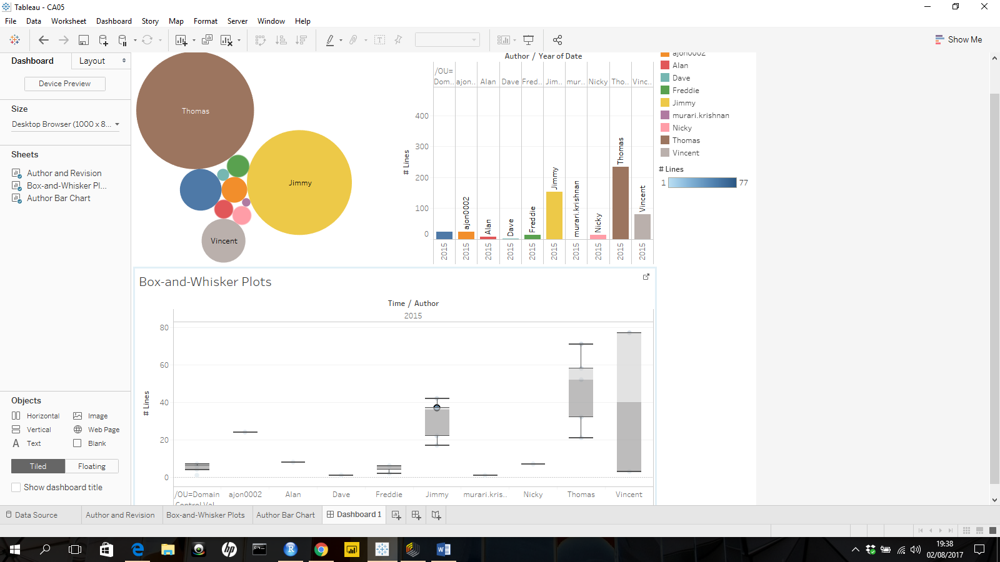 Tableau - CA05
File Data Worksheet Dashboard Story Map Format Server Window Help
Show Me
Dashboard Layout
Device Preview
Size
Desktop Browser (1000 x 8...
Sheets
Author and Revision
Box-and-Whisker Pl...
Author Bar Chart
Objects
Horizontal Image
Vertical Web Page
Text Blank
Tiled Floating
Show dashboard title
Thomas
Jimmy
Vincent
Author / Year of Date
/OU=
Dom.. ajon.. Alan Dave Fred.. Jim.. mur.. Nicky Tho.. Vinc..
# Lines
400
300
200
100
0
ajon0002
Alan
Dave
Freddie
Jimmy
murari.krishnan
Nicky
Thomas
Vincent
2015 2015 2015 2015 2015 2015 2015 2015 2015 2015
ajon0002
Alan
Dave
Freddie
Jimmy
murari.krishnan
Nicky
Thomas
Vincent
# Lines
1 77
Box-and-Whisker Plots
Time / Author
2015
# Lines
80
60
40
20
0
/OU=Domain ajon0002 Alan Dave Freddie Jimmy murari.kris.. Nicky Thomas Vincent
Control Val..
Data Source Author and Revision Box-and-Whisker Plots Author Bar Chart Dashboard 1
19:38
02/08/2017